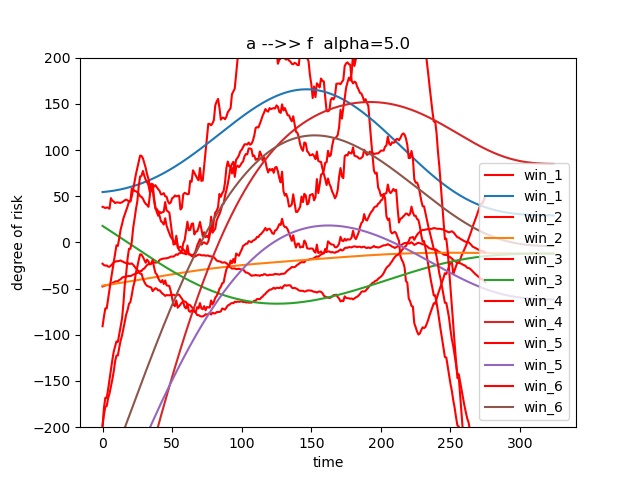 a -->> f  alpha=5.0
degree of risk
200
150
100
50
0
−50
−100
−150
−200
0
50
100
150
200
250
300
time
win_1
win_1
win_2
win_2
win_3
win_3
win_4
win_4
win_5
win_5
win_6
win_6